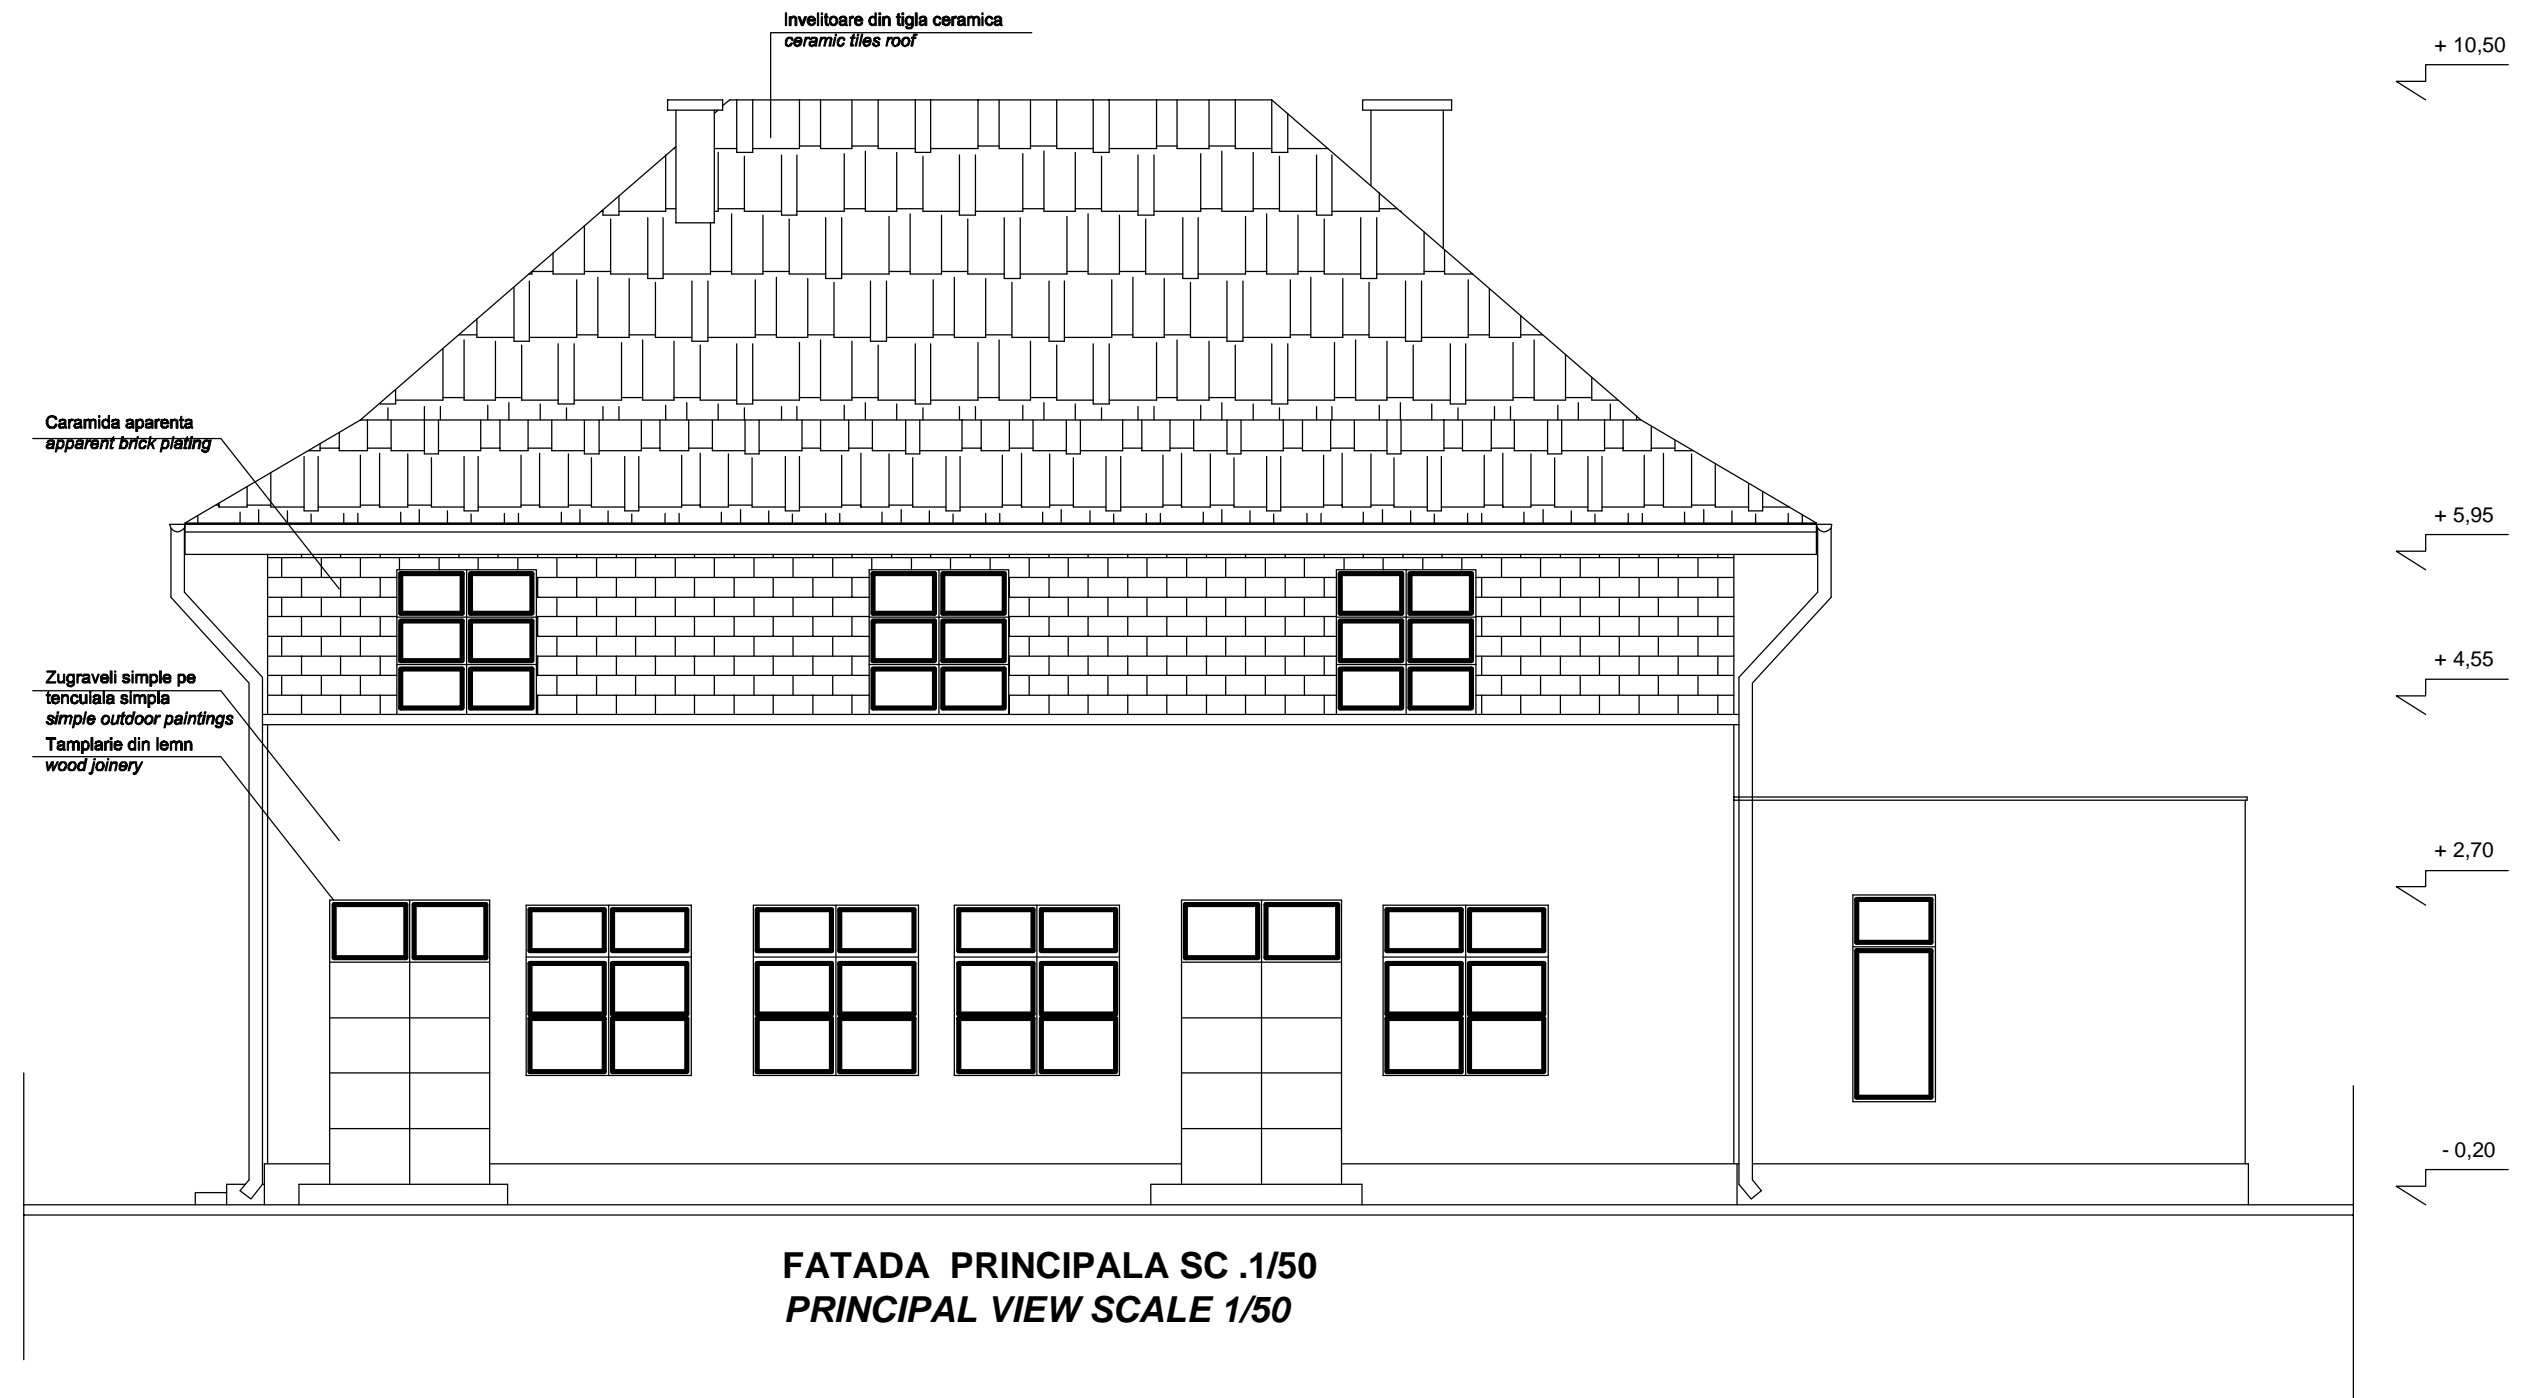 Invelitoare din tigla ceramica
ceramic tiles roof
+ 10,50
Caramida aparenta
apparent brick plating
+ 5,95
+ 4,55
Zugraveli simple pe
tencuiala simpla
simple outdoor paintings
Tamplarie din lemn
wood joinery
+ 2,70
- 0,20
FATADA PRINCIPALA SC .1/50
PRINCIPAL VIEW SCALE 1/50